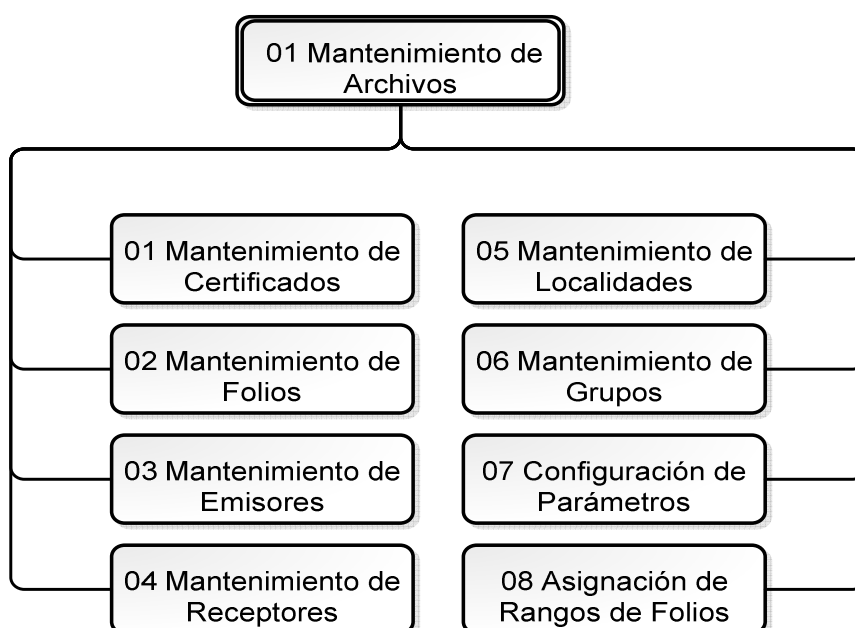 01 Mantenimiento de
Archivos
01 Mantenimiento de
Certificados
02 Mantenimiento de
Folios
03 Mantenimiento de
Emisores
04 Mantenimiento de
Receptores
05 Mantenimiento de
Localidades
06 Mantenimiento de
Grupos
07 Configuración de
Parámetros
08 Asignación de
Rangos de Folios